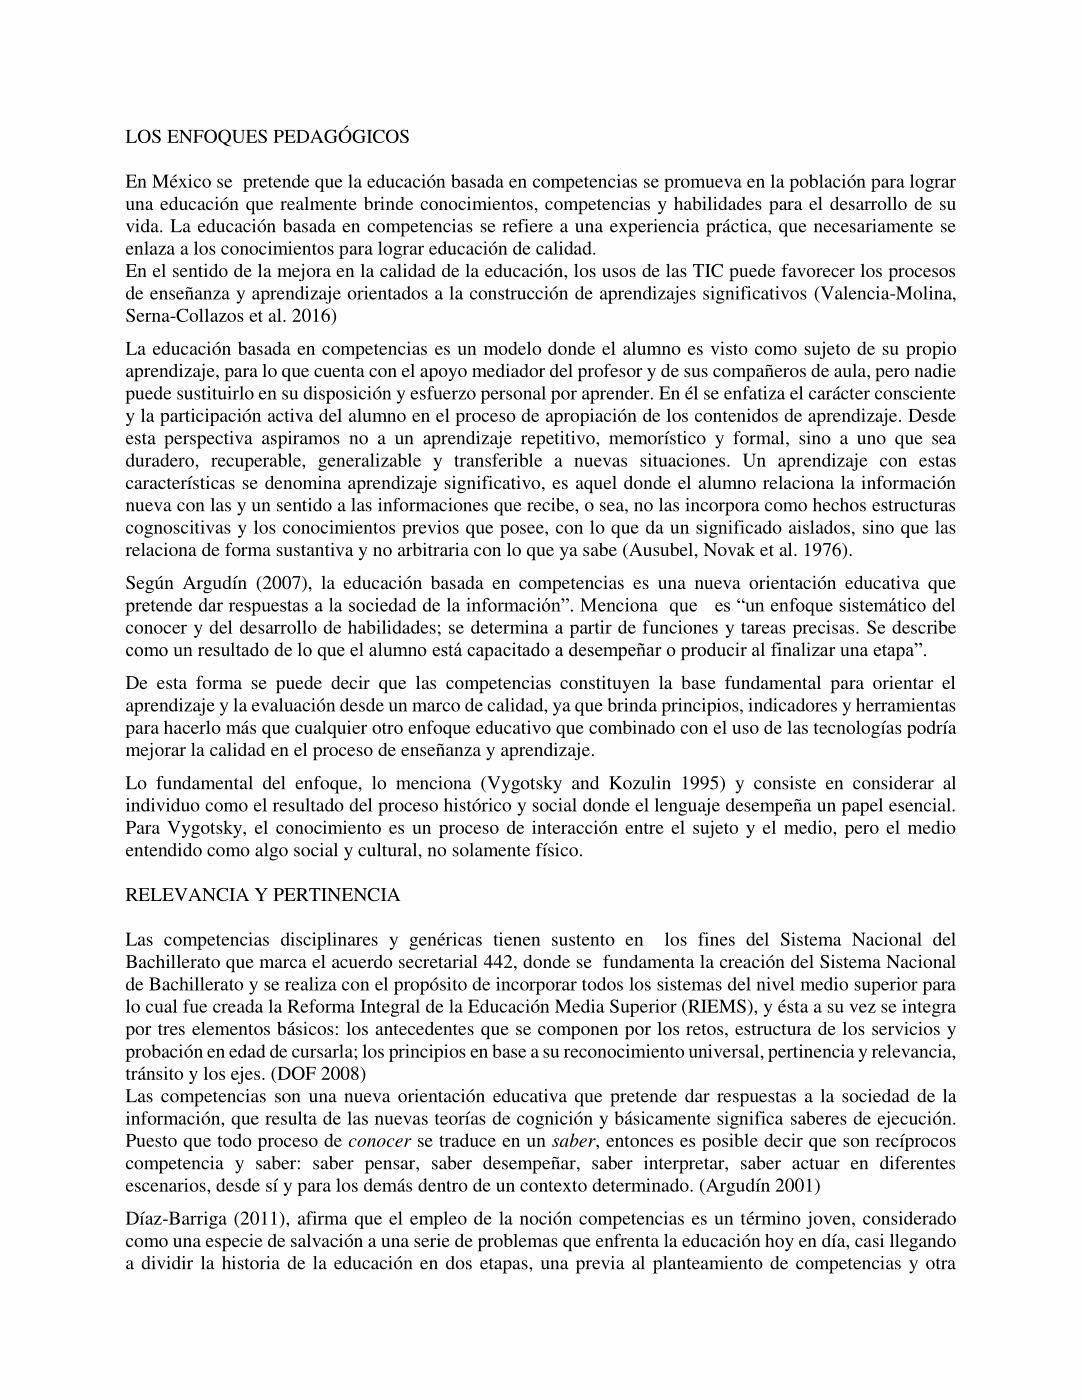 LOS ENFOQUES PEDAGÓGICOS
En México se  pretende que la educación basada en competencias se promueva en la población para lograr
una educación que realmente brinde conocimientos, competencias y habilidades para el desarrollo de su
vida. La educación basada en competencias se refiere a una experiencia práctica, que necesariamente se
enlaza a los conocimientos para lograr educación de calidad.
En el sentido de la mejora en la calidad de la educación, los usos de las TIC puede favorecer los procesos
de enseñanza y aprendizaje orientados a la construcción de aprendizajes significativos (Valencia-Molina,
Serna-Collazos et al. 2016)
La educación basada en competencias es un modelo donde el alumno es visto como sujeto de su propio
aprendizaje, para lo que cuenta con el apoyo mediador del profesor y de sus compañeros de aula, pero nadie
puede sustituirlo en su disposición y esfuerzo personal por aprender. En él se enfatiza el carácter consciente
y la participación activa del alumno en el proceso de apropiación de los contenidos de aprendizaje. Desde
esta perspectiva aspiramos no a un aprendizaje repetitivo, memorístico y formal, sino a uno que sea
duradero, recuperable, generalizable y transferible a nuevas situaciones. Un aprendizaje con estas
características se denomina aprendizaje significativo, es aquel donde el alumno relaciona la información
nueva con las y un sentido a las informaciones que recibe, o sea, no las incorpora como hechos estructuras
cognoscitivas y los conocimientos previos que posee, con lo que da un significado aislados, sino que las
relaciona de forma sustantiva y no arbitraria con lo que ya sabe (Ausubel, Novak et al. 1976).
Según Argudín (2007), la educación basada en competencias es una nueva orientación educativa que
pretende dar respuestas a la sociedad de la información”. Menciona  que   es “un enfoque sistemático del
conocer y del desarrollo de habilidades; se determina a partir de funciones y tareas precisas. Se describe
como un resultado de lo que el alumno está capacitado a desempeñar o producir al finalizar una etapa”.
De esta forma se puede decir que las competencias constituyen la base fundamental para orientar el
aprendizaje y la evaluación desde un marco de calidad, ya que brinda principios, indicadores y herramientas
para hacerlo más que cualquier otro enfoque educativo que combinado con el uso de las tecnologías podría
mejorar la calidad en el proceso de enseñanza y aprendizaje.
Lo fundamental del enfoque, lo menciona (Vygotsky and Kozulin 1995) y consiste en considerar al
individuo como el resultado del proceso histórico y social donde el lenguaje desempeña un papel esencial.
Para Vygotsky, el conocimiento es un proceso de interacción entre el sujeto y el medio, pero el medio
entendido como algo social y cultural, no solamente físico.
RELEVANCIA Y PERTINENCIA
Las competencias disciplinares y genéricas tienen sustento en  los fines del Sistema Nacional del
Bachillerato que marca el acuerdo secretarial 442, donde se  fundamenta la creación del Sistema Nacional
de Bachillerato y se realiza con el propósito de incorporar todos los sistemas del nivel medio superior para
lo cual fue creada la Reforma Integral de la Educación Media Superior (RIEMS), y ésta a su vez se integra
por tres elementos básicos: los antecedentes que se componen por los retos, estructura de los servicios y
probación en edad de cursarla; los principios en base a su reconocimiento universal, pertinencia y relevancia,
tránsito y los ejes. (DOF 2008)
Las competencias son una nueva orientación educativa que pretende dar respuestas a la sociedad de la
información, que resulta de las nuevas teorías de cognición y básicamente significa saberes de ejecución.
Puesto que todo proceso de conocer se traduce en un saber, entonces es posible decir que son recíprocos
competencia y saber: saber pensar, saber desempeñar, saber interpretar, saber actuar en diferentes
escenarios, desde sí y para los demás dentro de un contexto determinado. (Argudín 2001)
Díaz-Barriga (2011), afirma que el empleo de la noción competencias es un término joven, considerado
como una especie de salvación a una serie de problemas que enfrenta la educación hoy en día, casi llegando
a dividir la historia de la educación en dos etapas, una previa al planteamiento de competencias y otra